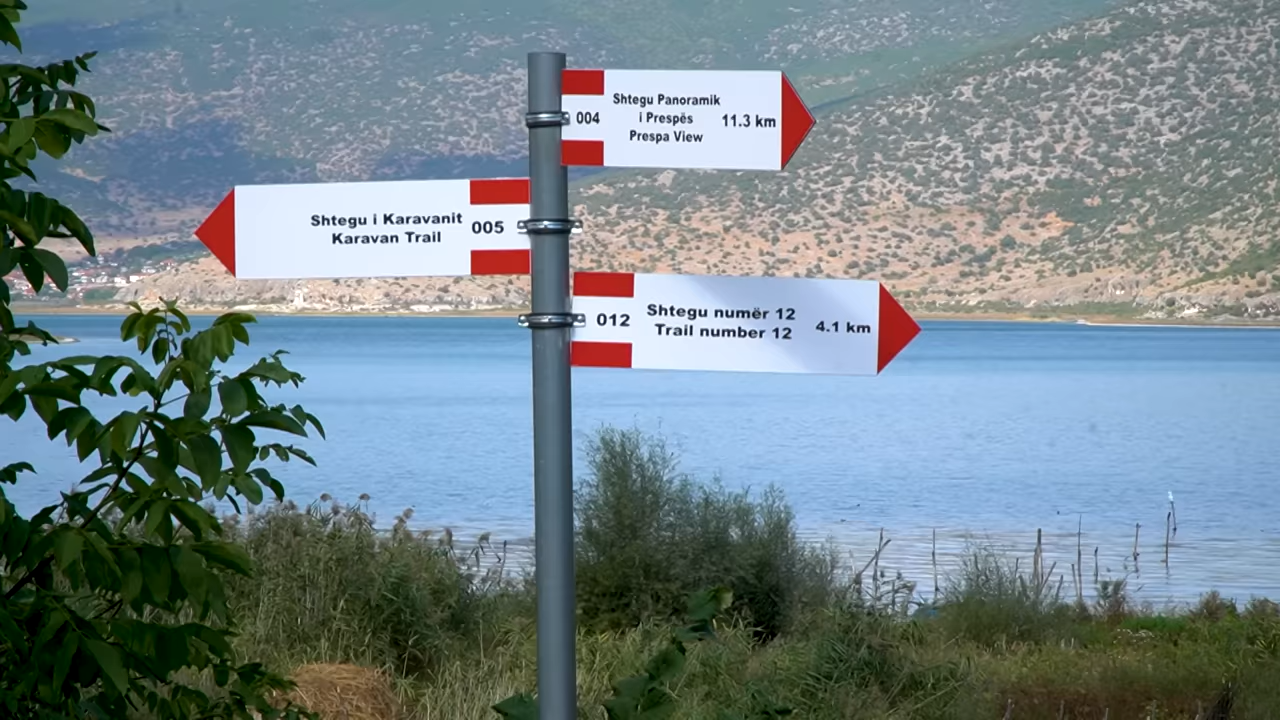 004
Shtegu Panoramik
i Prespës
Prespa View
11.3 km
Shtegu i Karavanit
Karavan Trail
005
012
Shtegu numër 12
Trail number 12
4.1 km